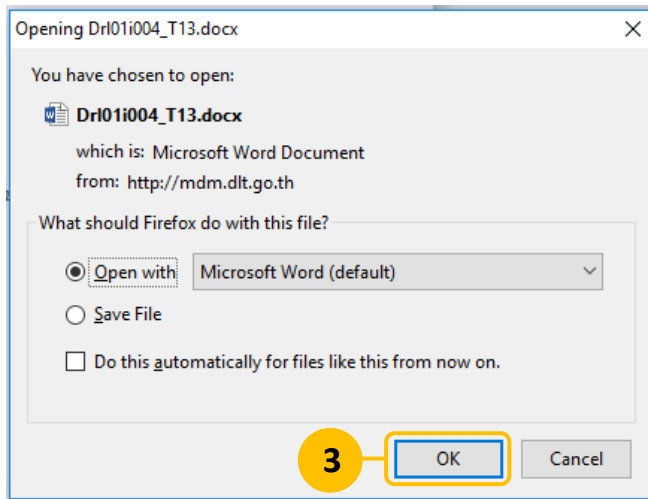 Opening Drl01i004_T13.docx
You have chosen to open:
Drl01i004_T13.docx
which is: Microsoft Word Document
from: http://mdm.dlt.go.th
What should Firefox do with this file?
Open with Microsoft Word (default)
Save File
Do this automatically for files like this from now on.
3 OK Cancel